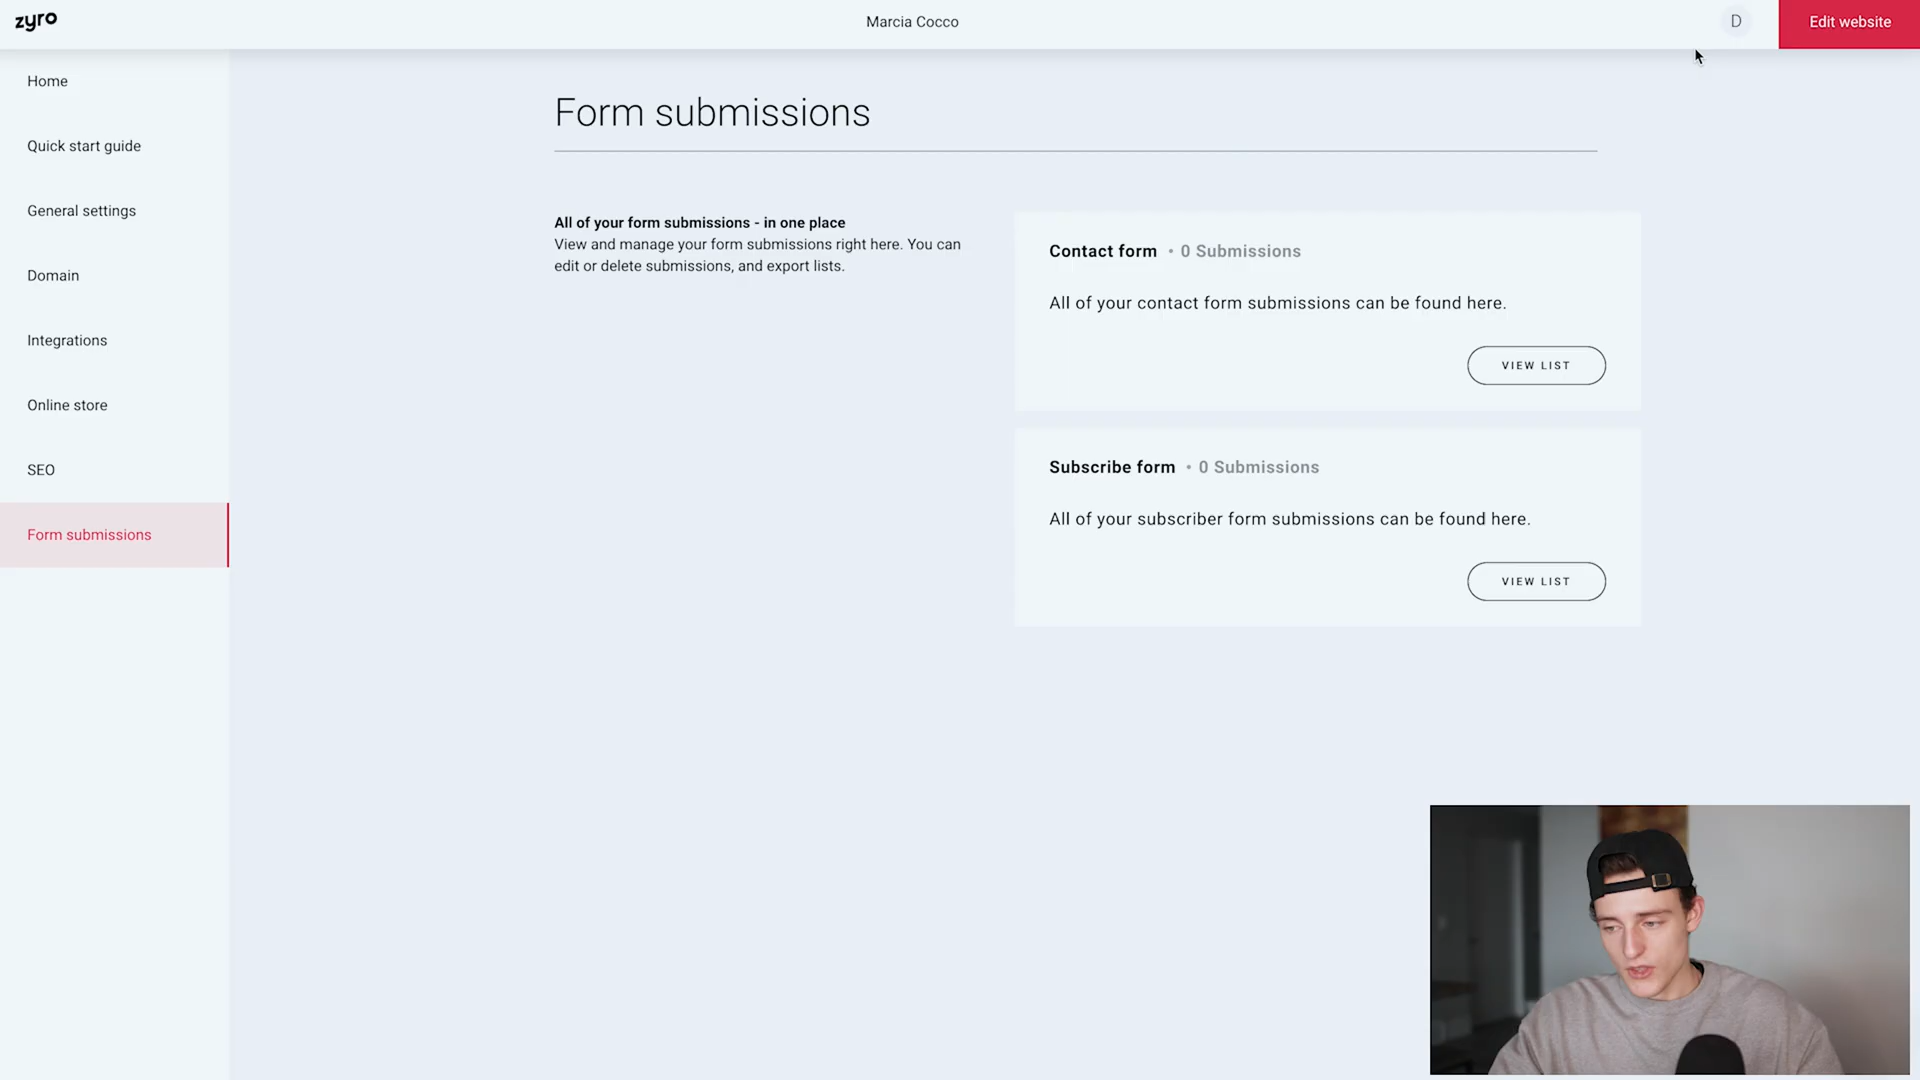 zyro
Marcia Cocco
D
Edit website
Home
Quick start guide
General settings
Domain
Integrations
Online store
SEO
Form submissions
Form submissions
All of your form submissions - in one place
View and manage your form submissions right here. You can
edit or delete submissions, and export lists.
Contact form • 0 Submissions
All of your contact form submissions can be found here.
VIEW LIST
Subscribe form • 0 Submissions
All of your subscriber form submissions can be found here.
VIEW LIST